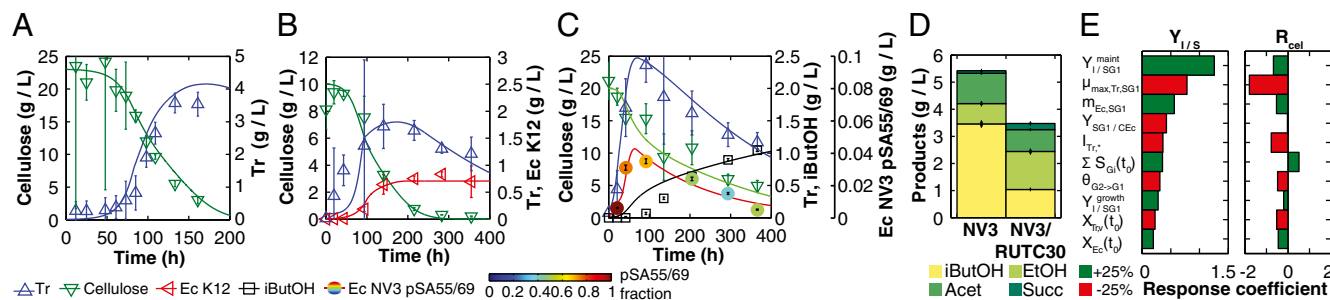 A
Cellulose (g / L)
25
20
15
10
5
0
0 50 100 150 200
Time (h)
5
4
3
2
1
0
Tr (g / L)
B
Cellulose (g / L)
12
10
8
6
4
2
0
0 100 200 300 400
Time (h)
3
2.5
2
1.5
1
0.5
0
Tr, Ec K12 (g / L)
C
Cellulose (g / L)
25
20
15
10
5
0
0 100 200 300 400
Time (h)
5
4
3
2
1
0
Tr, iButOH (g / L)
0.1
0.08
0.06
0.04
0.02
0
Ec NV3 pSA55/69 (g / L)
Tr
Cellulose
Ec K12
iButOH
Ec NV3 pSA55/69
0 0.2 0.40.6 0.8 1
pSA55/69
fraction
D
Products (g / L)
6
5
4
3
2
1
0
NV3 NV3/
RUTC30
iButOH EtOH
Acet Succ
E
Y I / S
R cel
Y maint I / SG1
μ max,Tr,SG1
m Ec,SG1
Y SG1 / CEc
I Tr,-
Σ S Gi (t0)
θ G2->G1
Y growth I / SG1
X Trv (t0)
X Ec (t0)
0 1.5
-2 0 2
+25%
-25%
Response coefficient